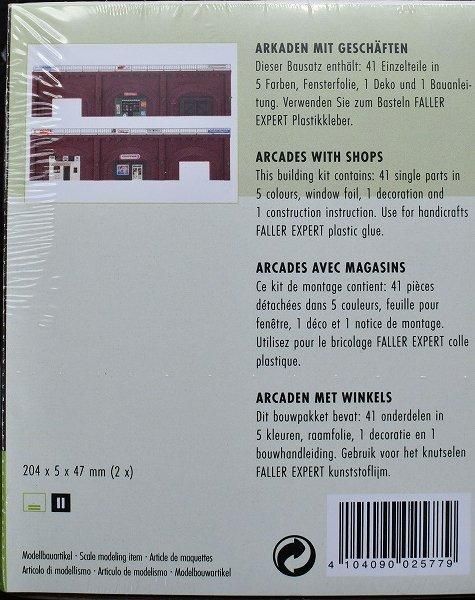 ARKADEN MIT GESCHÄFTEN
Dieser Bausatz enthält: 41 Einzelteile in
5 Farben, Fensterfolie, 1 Deko und 1 Bauanlei-
tung. Verwenden Sie zum Basteln FALLER
EXPERT Plastikkleber.
ARCADES WITH SHOPS
This building kit contains: 41 single parts in
5 colours, window foil, 1 decoration and
1 construction instruction. Use for handicrafts
FALLER EXPERT plastic glue.
ARCADES AVEC MAGASINS
Ce kit de montage contient: 41 pièces
détachées dans 5 couleurs, feuille pour
fenêtre, 1 déco et 1 notice de montage.
Utilisez pour le bricolage FALLER EXPERT colle
plastique.
ARCADEN MET WINKELS
Dit bouwpakket bevat: 41 onderdelen in
5 kleuren, raamfolie, 1 decoratie en 1
bouwhandleiding. Gebruik voor het knutselen
FALLER EXPERT kunststoflijm.
204 x 5 x 47 mm (2 x)
II
Modellbauartikel · Scale modeling item · Article de maquettes
Articolo di modellismo · Artículo de modelismo · Modelbouwartikel
4 104090 025779